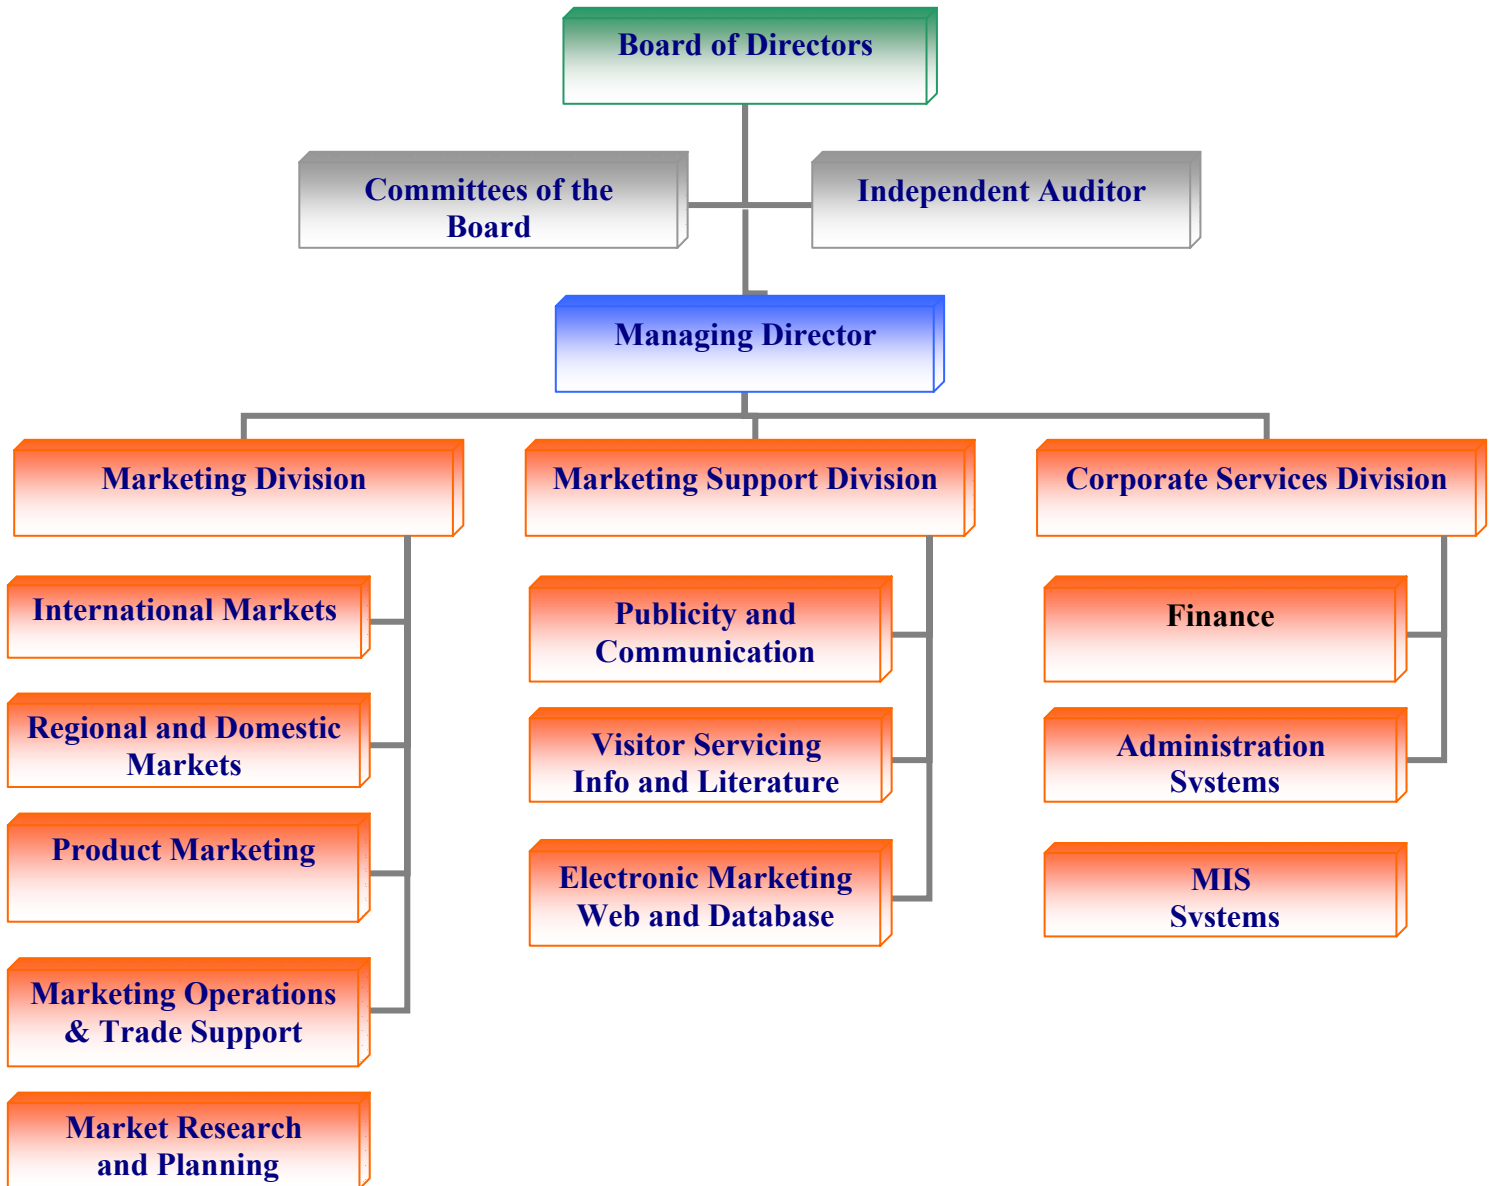 Board of Directors
Committees of the
Board
Independent Auditor
Managing Director
Marketing Division
Marketing Support Division
Corporate Services Division
International Markets
Regional and Domestic
Markets
Product Marketing
Marketing Operations
& Trade Support
Market Research
and Planning
Publicity and
Communication
Visitor Servicing
Info and Literature
Electronic Marketing
Web and Database
Finance
Administration
Systems
MIS
Systems